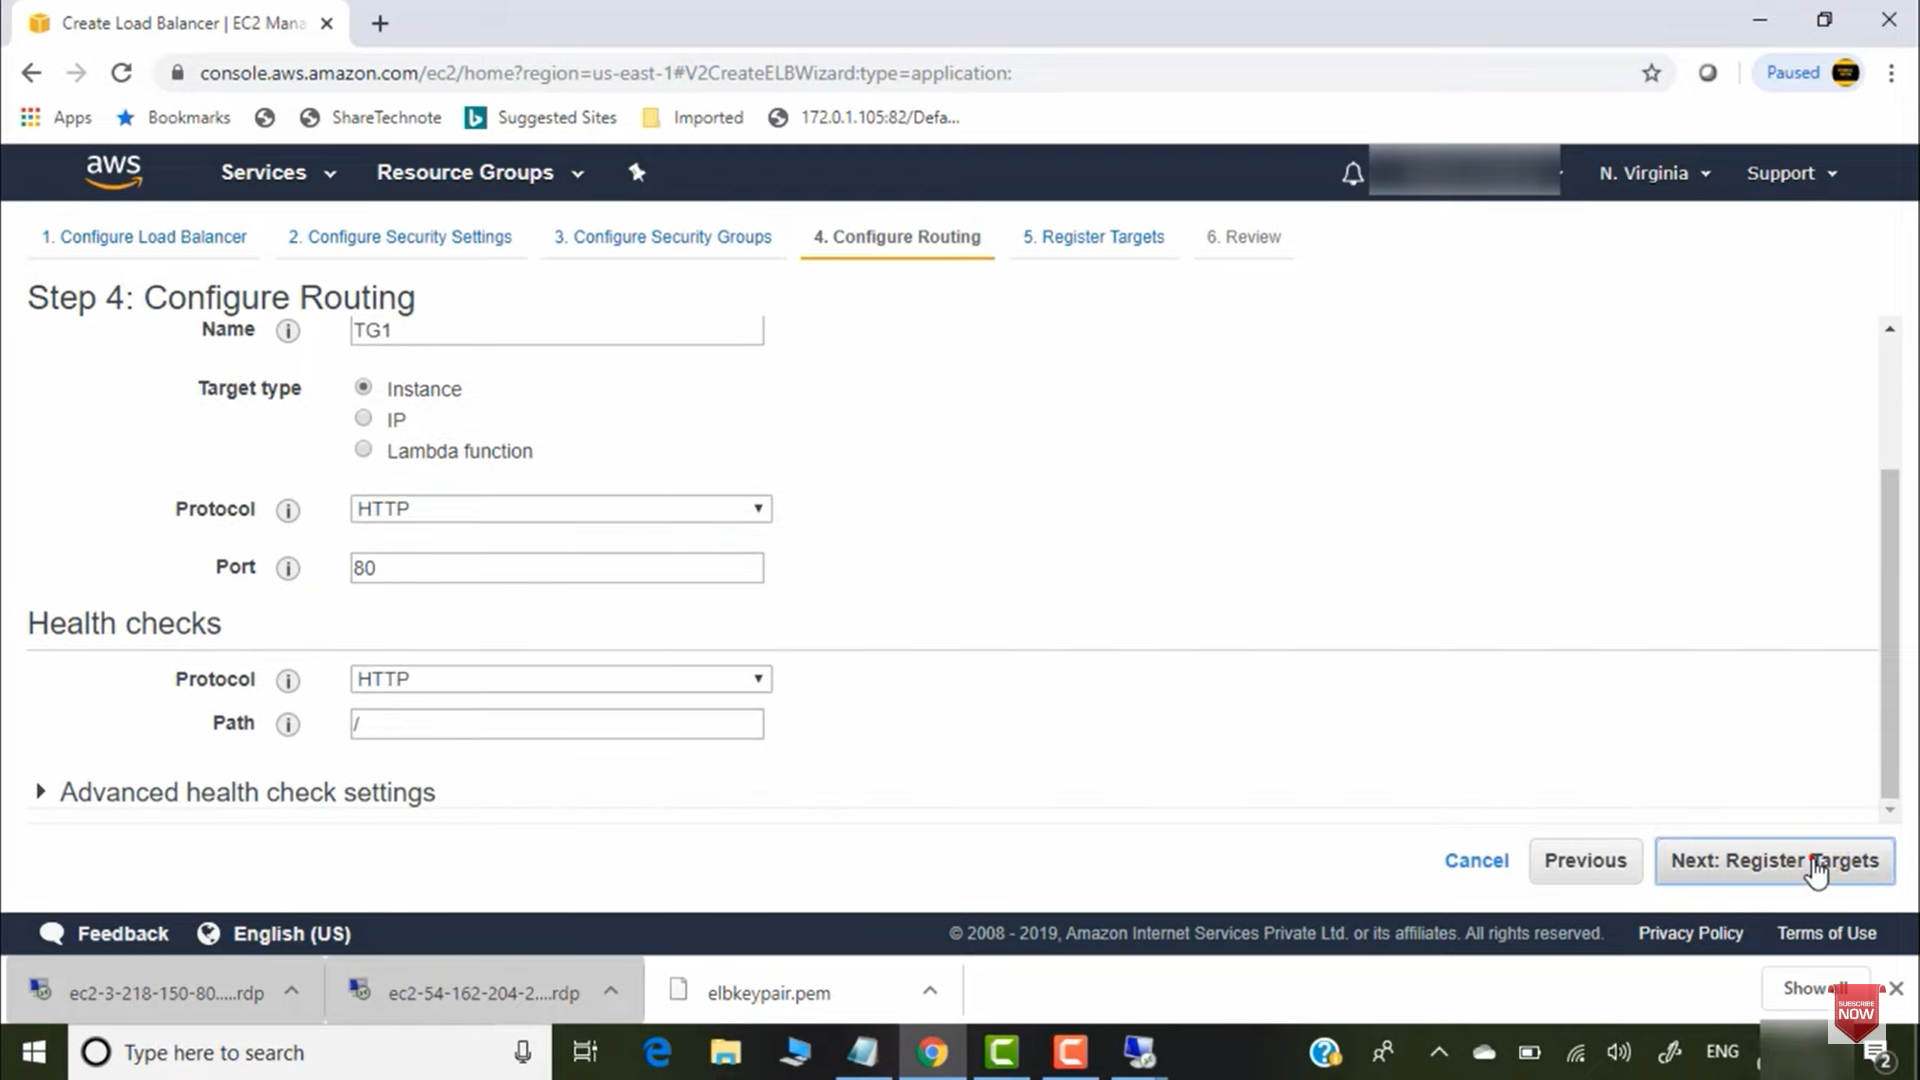 Create Load Balancer | EC2 Mana
console.aws.amazon.com/ec2/home?region=us-east-1#V2CreateELBWizard:type=application:
Paused
Apps Bookmarks ShareTechnote Suggested Sites Imported 172.0.1.105:82/Defa...
aws Services Resource Groups N. Virginia Support
1. Configure Load Balancer 2. Configure Security Settings 3. Configure Security Groups 4. Configure Routing 5. Register Targets 6. Review
Step 4: Configure Routing
Name TG1
Target type Instance
IP
Lambda function
Protocol HTTP
Port 80
Health checks
Protocol HTTP
Path /
Advanced health check settings
Cancel Previous Next: Register Targets
Feedback English (US) © 2008 - 2019, Amazon Internet Services Private Ltd. or its affiliates. All rights reserved. Privacy Policy Terms of Use
ec2-3-218-150-80.....rdp ec2-54-162-204-2....rdp elbkeypair.pem Show
SUBSCRIBE
NOW
Type here to search ENG 2